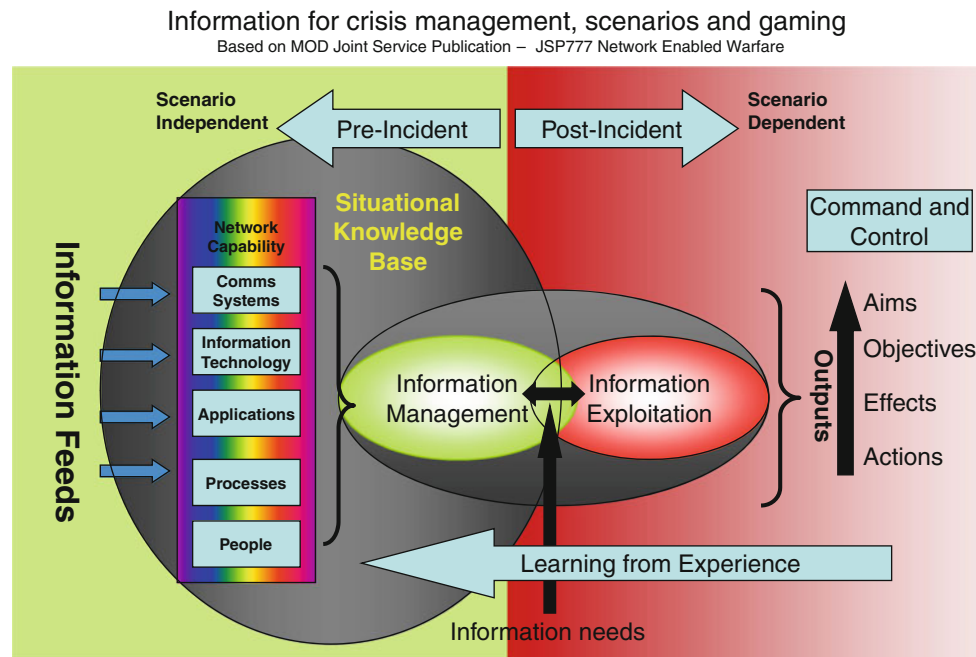 Information for crisis management, scenarios and gaming
Based on MOD Joint Service Publication – JSP777 Network Enabled Warfare
Scenario
Independent
Pre-Incident
Post-Incident
Scenario
Dependent
Situational
Knowledge
Base
Network
Capability
Comms
Systems
Information
Technology
Applications
Processes
People
Information Feeds
Information
Management
Information
Exploitation
Command and
Control
Outputs
Aims
Objectives
Effects
Actions
Learning from Experience
Information needs